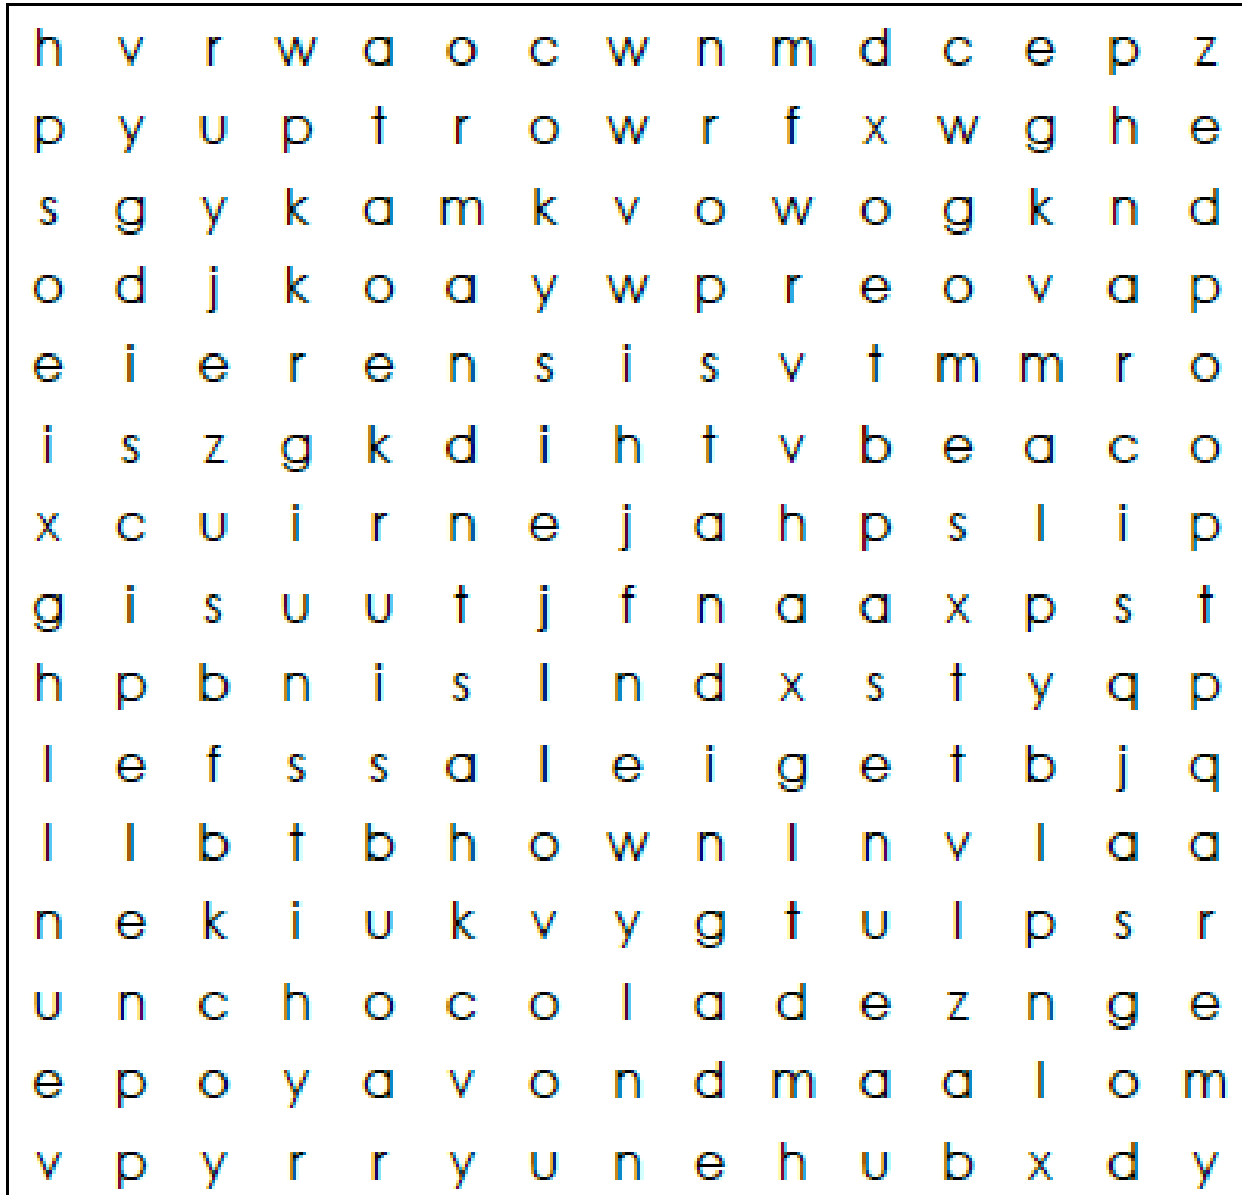 h v r w a o c w n m d c e p z
p y u p t r o w r f x w g h e
s g y k a m k v o w o g k n d
o d j k o a y w p r e o v a p
e i e r e n s i s v t m m r o
i s z g k d i h t v b e a c o
x c u i r n e j a h p s l i p
g i s u u t j f n a a x p s t
h p b n i s l n d x s t y q p
l e f s s a l e i g e t b j q
l l b t b h o w n l n v l a a
n e k i u k v y g t u l p s r
u n c h o c o l a d e z n g e
e p o y a v o n d m a a l o m
v p y r r y u n e h u b x d y